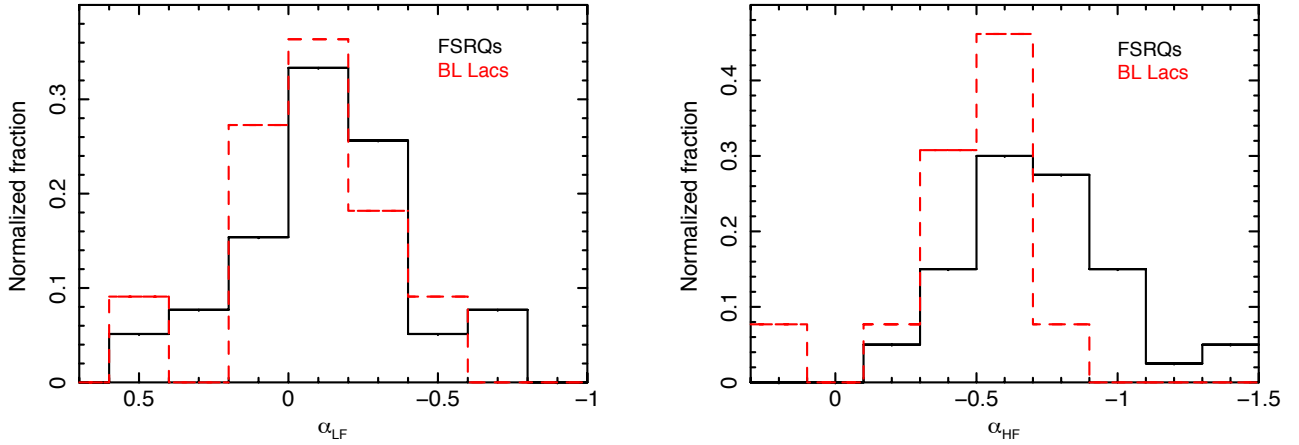 FSRQs
BL Lacs
Normalized fraction
0 0.1 0.2 0.3
0.5 0 −0.5 −1
αLF
FSRQs
BL Lacs
Normalized fraction
0 0.1 0.2 0.3 0.4
0 −0.5 −1 −1.5
αHF